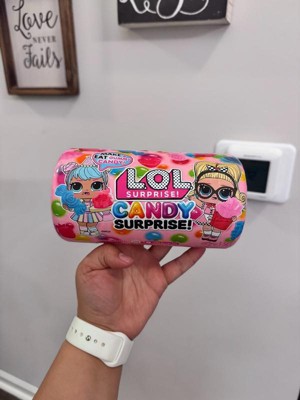 Love
NEVER
Fails
MAKE
EAT
CANDY
L.O.L
SURPRISE!
CANDY
SURPRISE!